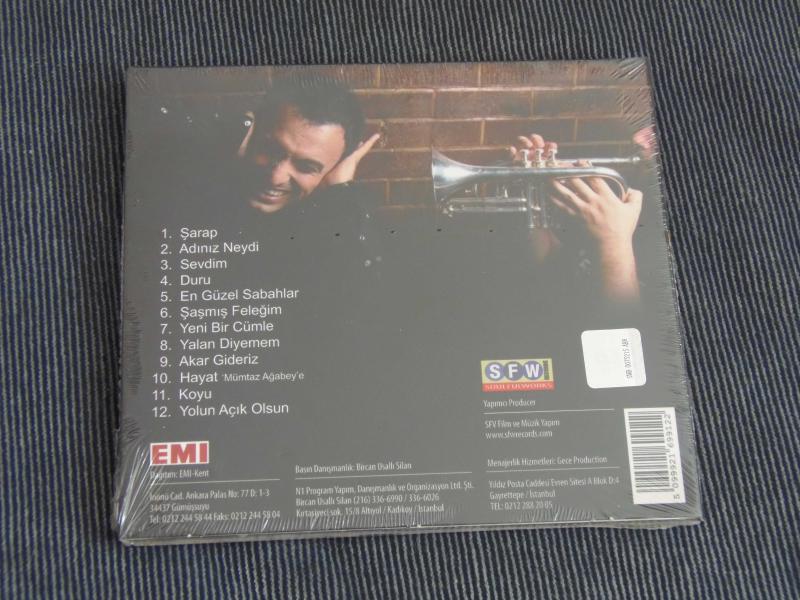 1. Şarap
2. Adınız Neydi
3. Sevdim
4. Duru
5. En Güzel Sabahlar
6. Şaşmış Feleğim
7. Yeni Bir Cümle
8. Yalan Diyemem
9. Akar Gideriz
10. Hayat 'Mümtaz Ağabey'e
11. Koyu
12. Yolun Açık Olsun
SFW
SOULFULWORKS
Yapımcı Producer
SFV Film ve Müzik Yapım
www.sfvrecords.com
Menajerlik Hizmetleri: Gece Production
Yıldız Posta Caddesi Evren Sitesi A Blok D:4
Gayrettepe / İstanbul
TEL: 0212 288 20 05
EMI
Dağıtım: EMI-Kent
İnönü Cad. Ankara Palas No: 77 D: 1-3
34437 Gümüşsuyu
Tel: 0212 244 58 44 Faks: 0212 244 58 04
Basın Danışmanlık: Bircan Usallı Silan
N1 Program Yapım, Danışmanlık ve Organizasyon Ltd. Şti.
Bircan Usallı Silan (216) 336-6990 / 336-6026
Kırtasiyeci sok. 15/8 Altıyol / Kadıköy / İstanbul
5 099921 699122